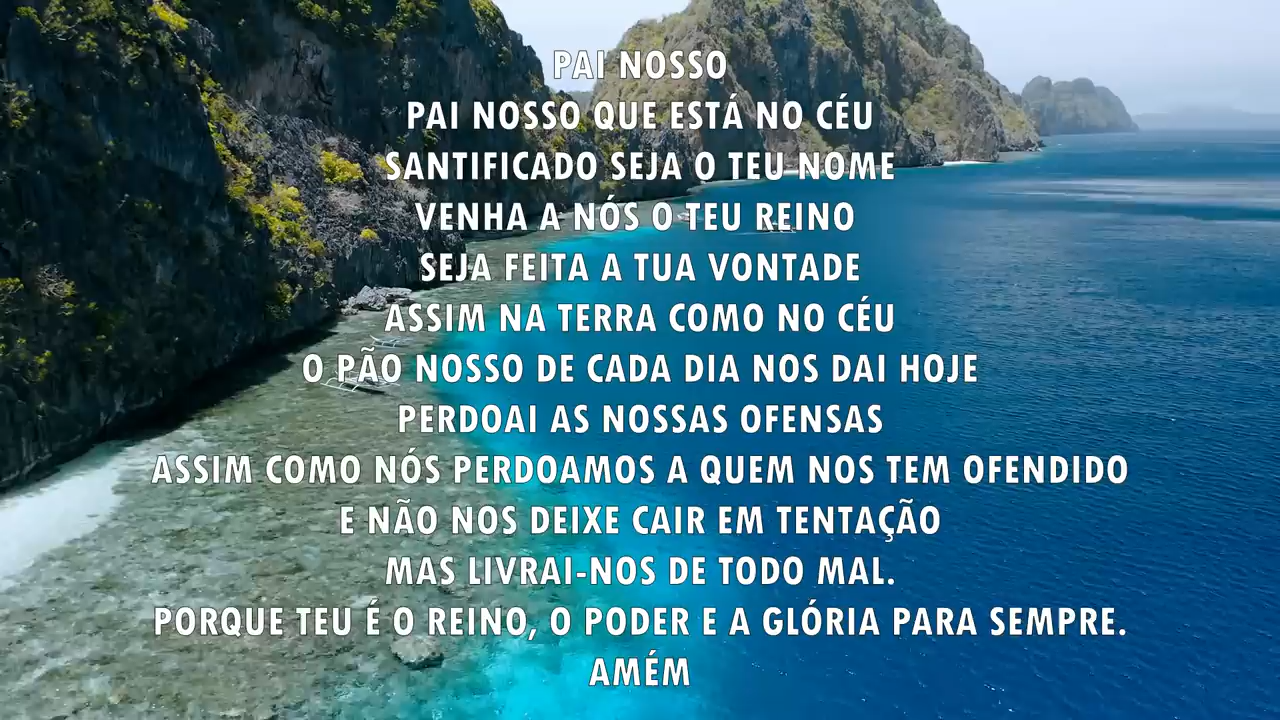 PAI NOSSO
PAI NOSSO QUE ESTÁ NO CÉU
SANTIFICADO SEJA O TEU NOME
VENHA A NÓS O TEU REINO
SEJA FEITA A TUA VONTADE
ASSIM NA TERRA COMO NO CÉU
O PÃO NOSSO DE CADA DIA NOS DAI HOJE
PERDOAI AS NOSSAS OFENSAS
ASSIM COMO NÓS PERDOAMOS A QUEM NOS TEM OFENDIDO
E NÃO NOS DEIXE CAIR EM TENTAÇÃO
MAS LIVRAI-NOS DE TODO MAL.
PORQUE TEU É O REINO, O PODER E A GLÓRIA PARA SEMPRE.
AMÉM